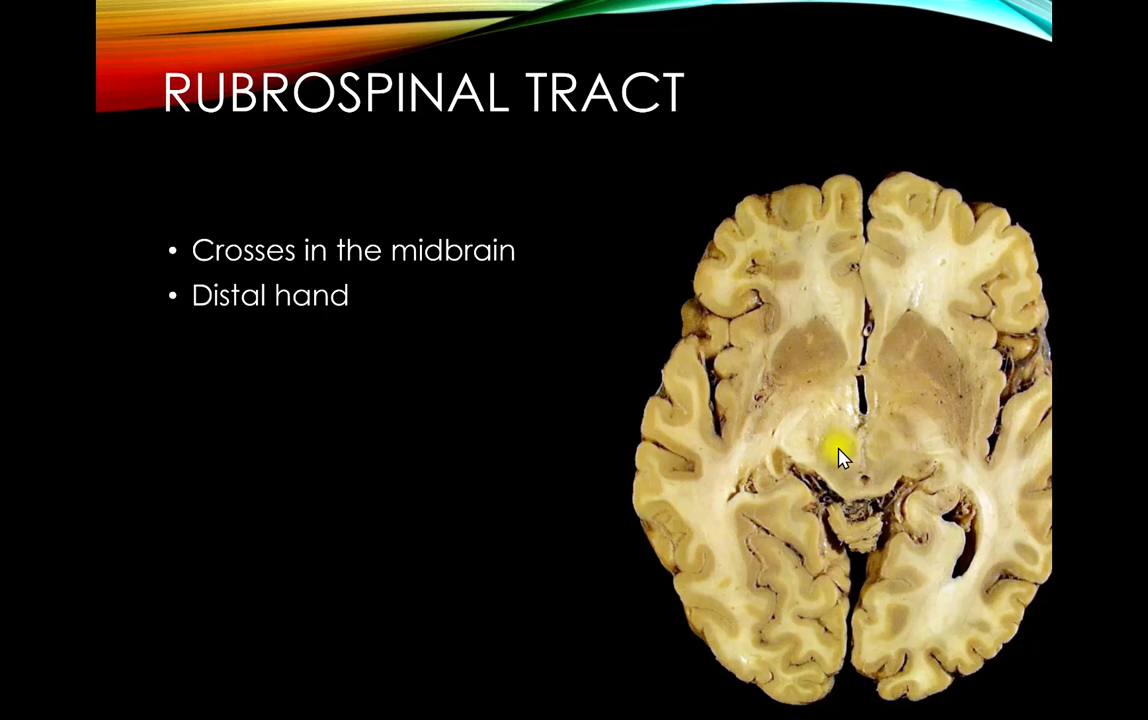 RUBROSPINAL TRACT
• Crosses in the midbrain
• Distal hand